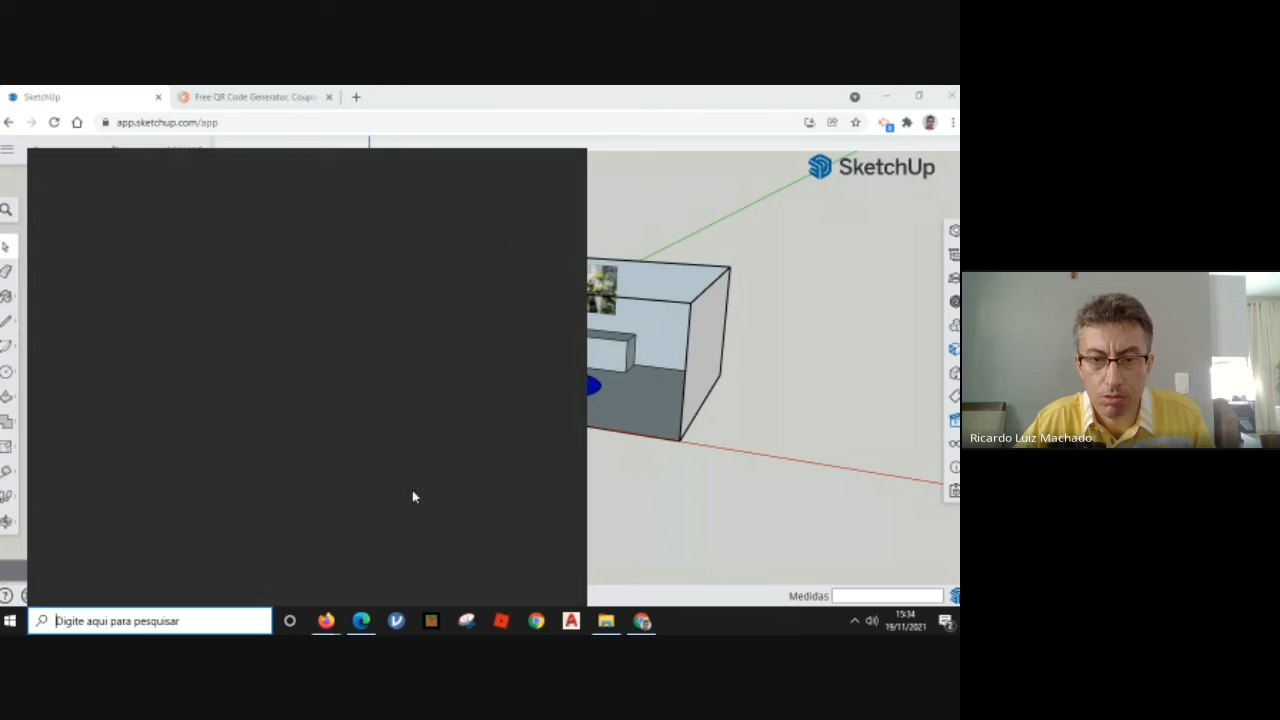 SketchUp
Free QR Code Generator, Coupo
app.sketchup.com/app
SketchUp
Ricardo Luiz Machado
Medidas
Digite aqui para pesquisar
15:34
19/11/2021